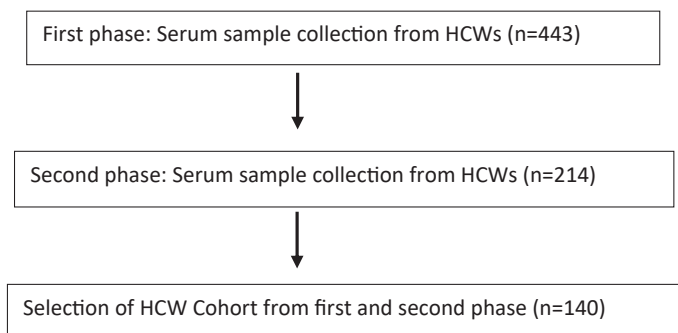 First phase: Serum sample collection from HCWs (n=443)
Second phase: Serum sample collection from HCWs (n=214)
Selection of HCW Cohort from first and second phase (n=140)